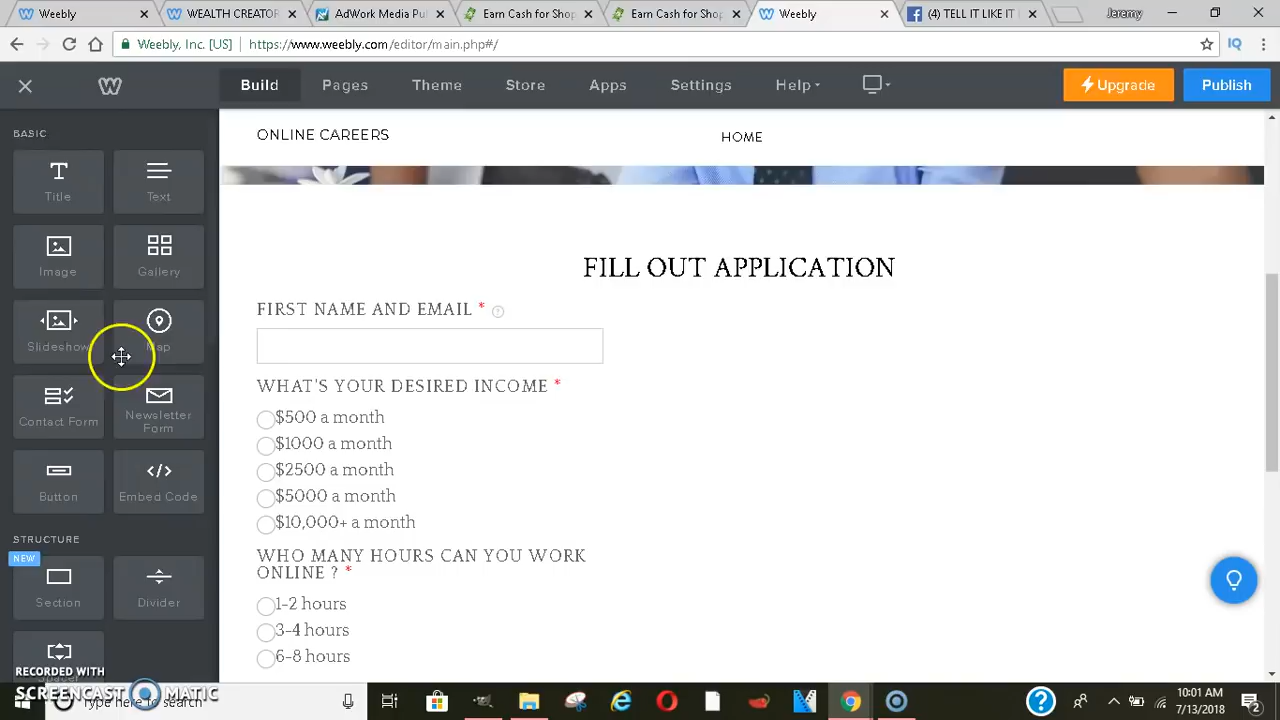 Weebly
WEALTH CREATOR
AdWork Media Pu
Earn Cash for Shop
Earn Cash for Shop
Weebly
(4) TELL IT LIKE IT
Jeremy
Weebly, Inc. [US]
https://www.weebly.com/editor/main.php#/
IQ
Build
Pages
Theme
Store
Apps
Settings
Help
Upgrade
Publish
BASIC
Title
Text
Image
Gallery
Slideshow
Map
Contact Form
Newsletter
Form
Button
Embed Code
STRUCTURE
NEW
Section
Divider
Spacer
ONLINE CAREERS
HOME
FILL OUT APPLICATION
FIRST NAME AND EMAIL *
WHAT'S YOUR DESIRED INCOME *
$500 a month
$1000 a month
$2500 a month
$5000 a month
$10,000+ a month
WHO MANY HOURS CAN YOU WORK
ONLINE ? *
1-2 hours
3-4 hours
6-8 hours
RECORDED WITH
SCREENCAST MATIC
Type here to search
10:01 AM
7/13/2018
2